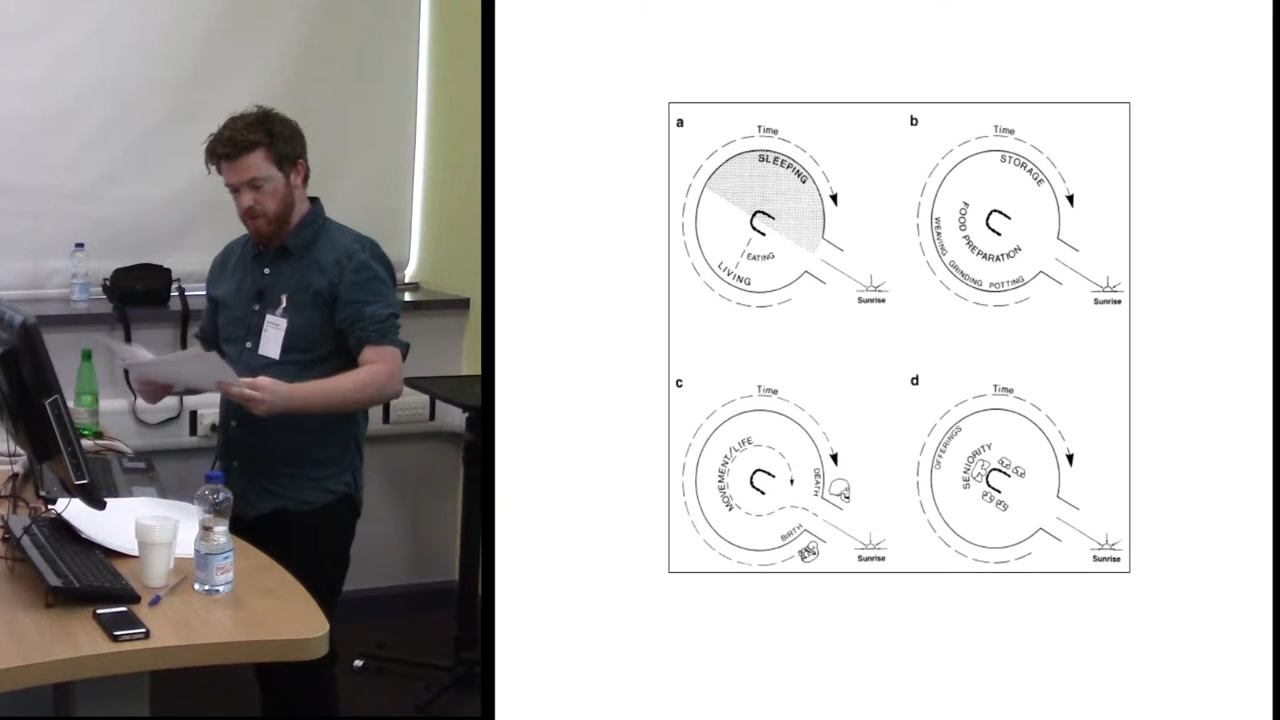 a
Time
SLEEPING
EATING
LIVING
Sunrise
b
Time
STORAGE
FOOD PREPARATION
WEAVING GRINDING POTTING
Sunrise
c
Time
MOVEMENT/LIFE
DEATH
BIRTH
Sunrise
d
Time
OFFERINGS
SENIORITY
Sunrise